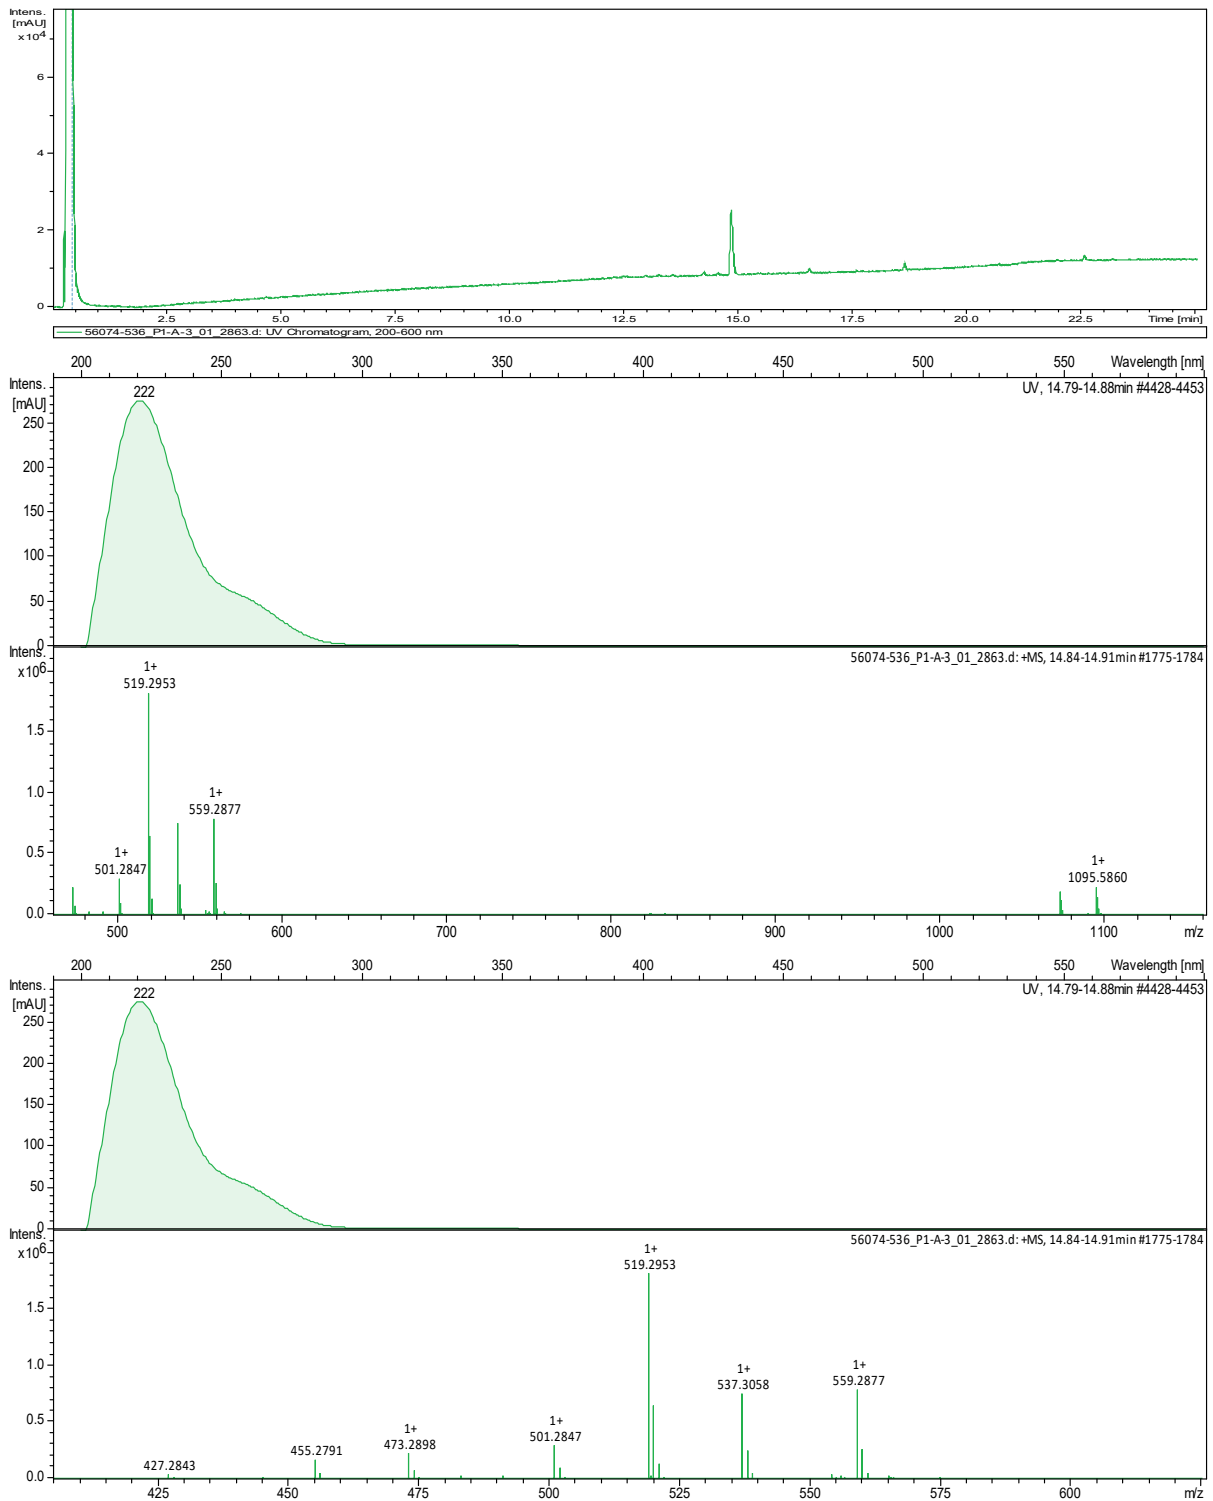 Intens.
[mAU]
x10⁴
6
4
2
0
2.5 5.0 7.5 10.0 12.5 15.0 17.5 20.0 22.5 Time [min]
56074-536_P1-A-3_01_2863.d: UV Chromatogram, 200-600 nm
200 250 300 350 400 450 500 550 Wavelength [nm]
Intens.
[mAU]
222
UV, 14.79-14.88min #4428-4453
250
200
150
100
50
0
Intens.
x10⁶
56074-536_P1-A-3_01_2863.d: +MS, 14.84-14.91min #1775-1784
1+
519.2953
1.5
1.0
1+
559.2877
0.5
1+
501.2847
1+
1095.5860
0.0
500 600 700 800 900 1000 1100 m/z
200 250 300 350 400 450 500 550 Wavelength [nm]
Intens.
[mAU]
222
UV, 14.79-14.88min #4428-4453
250
200
150
100
50
0
Intens.
x10⁶
56074-536_P1-A-3_01_2863.d: +MS, 14.84-14.91min #1775-1784
1+
519.2953
1.5
1.0
1+
537.3058
1+
559.2877
0.5
1+
501.2847
1+
473.2898
455.2791
427.2843
0.0
425 450 475 500 525 550 575 600 m/z